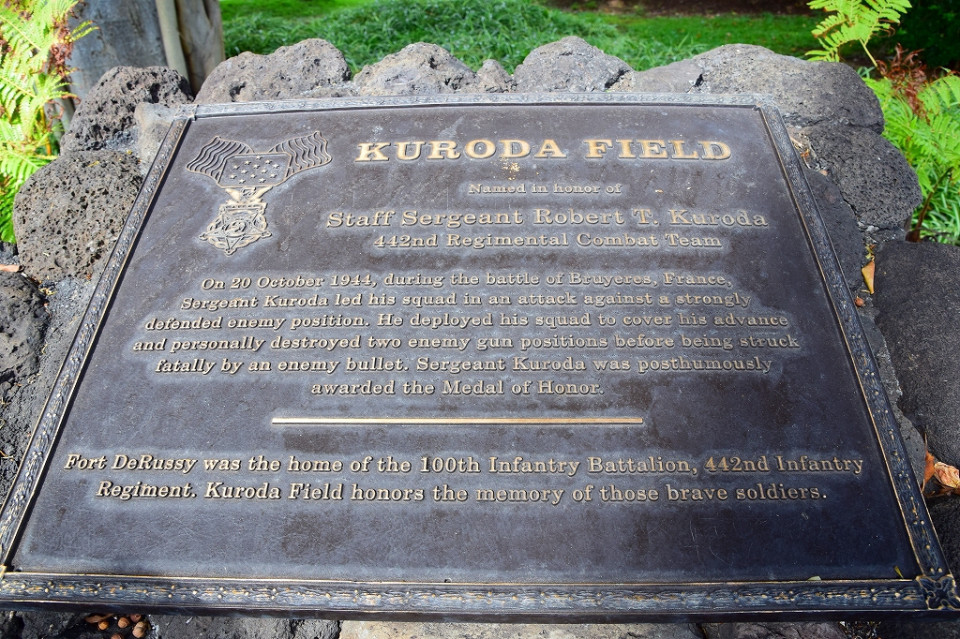 KURODA FIELD
Named in honor of
Staff Sergeant Robert T. Kuroda
442nd Regimental Combat Team
On 20 October 1944, during the battle of Bruyeres, France,
Sergeant Kuroda led his squad in an attack against a strongly
defended enemy position. He deployed his squad to cover his advance
and personally destroyed two enemy gun positions before being struck
fatally by an enemy bullet. Sergeant Kuroda was posthumously
awarded the Medal of Honor.
Fort DeRussy was the home of the 100th Infantry Battalion, 442nd Infantry
Regiment. Kuroda Field honors the memory of those brave soldiers.